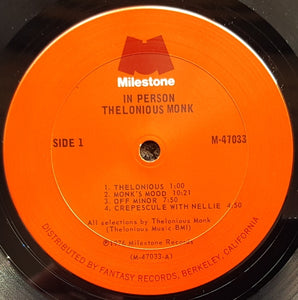 Milestone
IN PERSON
THELONIOUS MONK
SIDE 1
M-47033
1. THELONIOUS 1:00
2. MONK'S MOOD 10:21
3. OFF MINOR 7:50
4. CREPESCULE WITH NELLIE 4:50
All selections by Thelonious Monk
(Thelonious Music-BMI)
℗1976 Milestone Records
(M-47033-A)
DISTRIBUTED BY FANTASY RECORDS, BERKELEY, CALIFORNIA